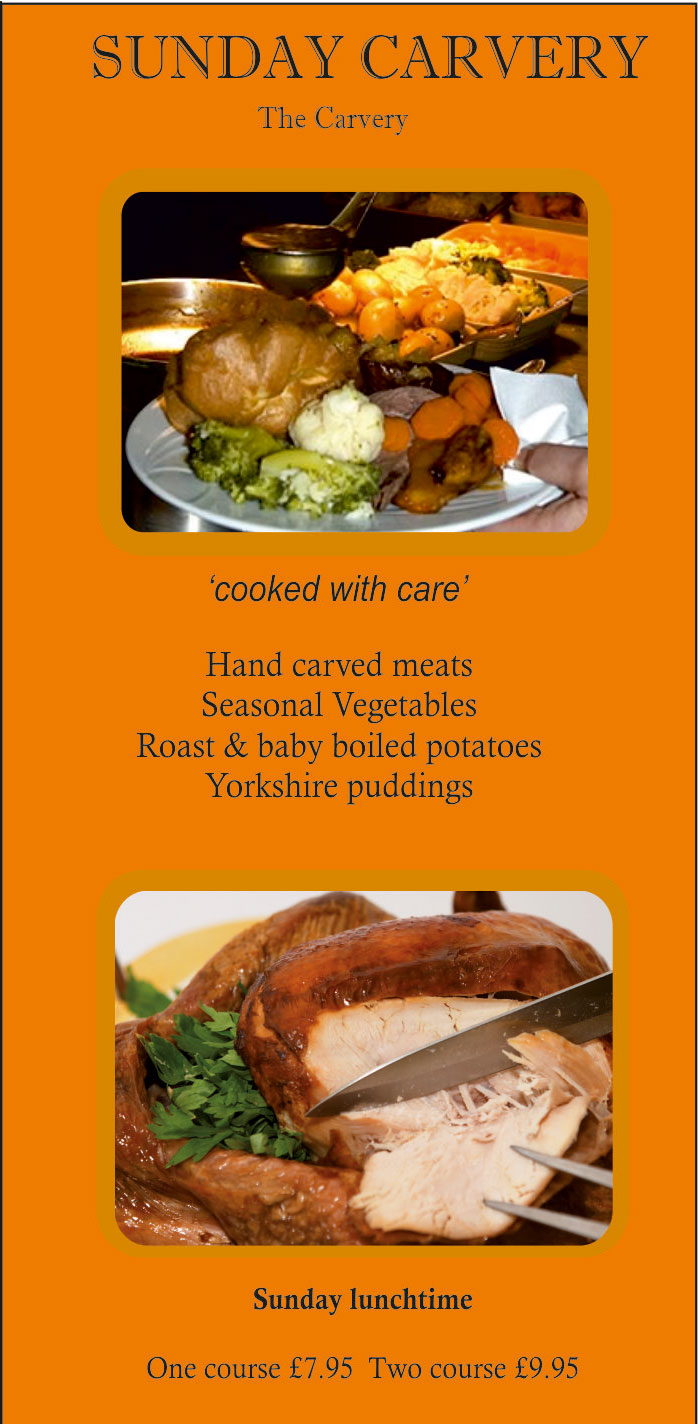 SUNDAY CARVERY
The Carvery
‘cooked with care’
Hand carved meats
Seasonal Vegetables
Roast & baby boiled potatoes
Yorkshire puddings
Sunday lunchtime
One course £7.95  Two course £9.95